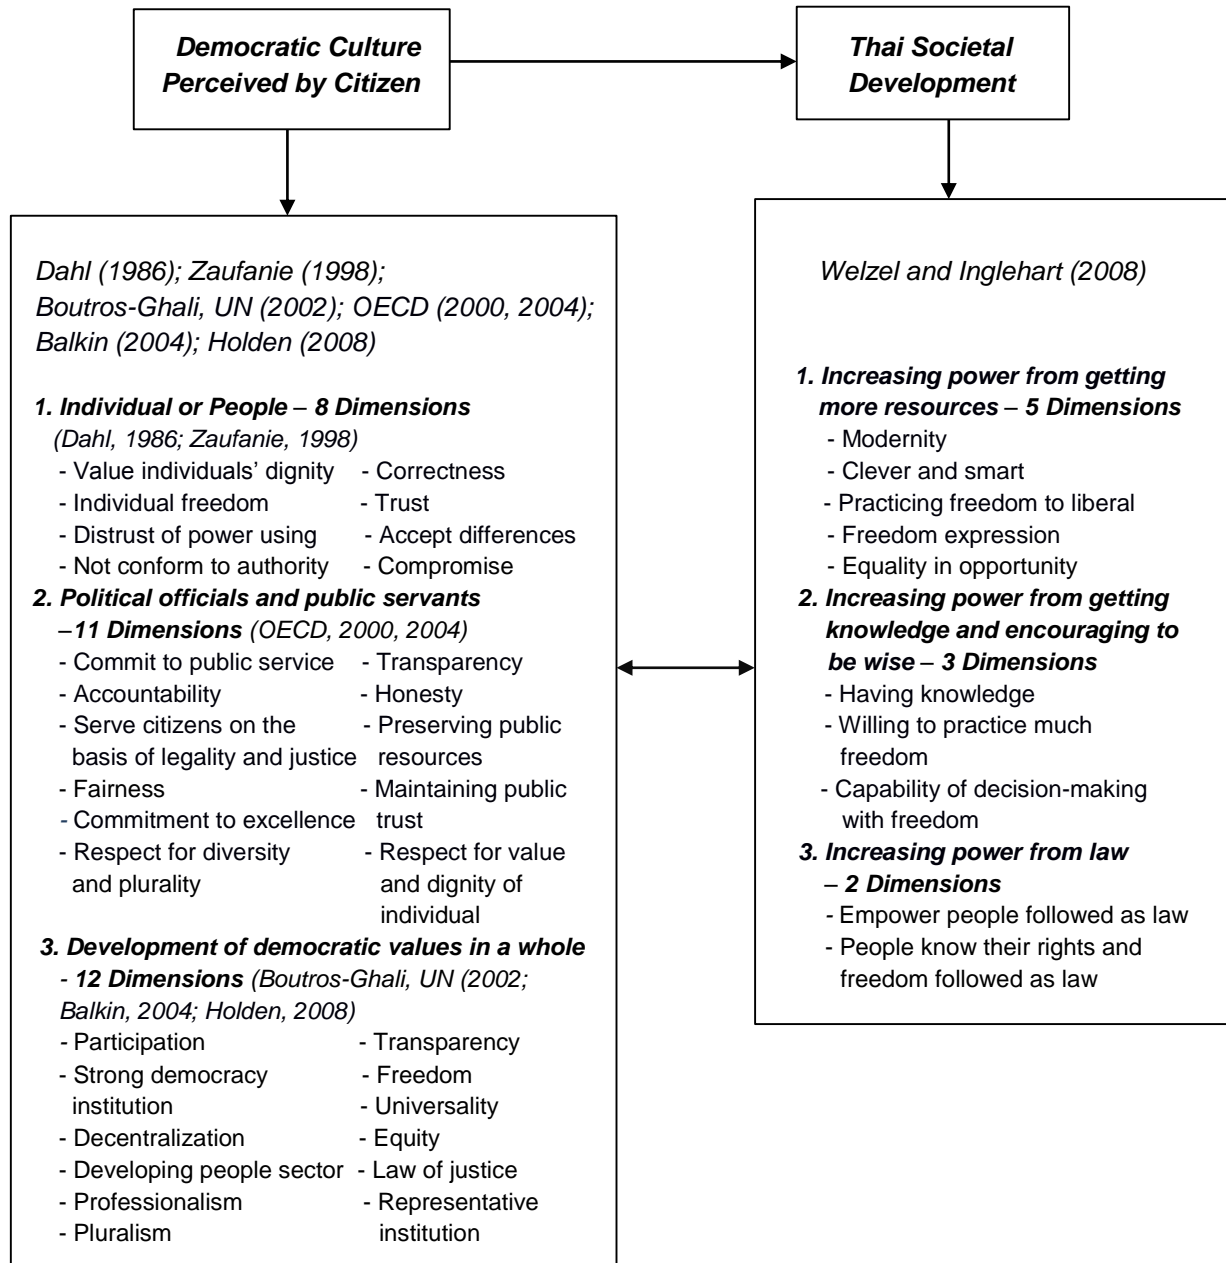 Democratic Culture
Perceived by Citizen
Thai Societal
Development
Dahl (1986); Zaufanie (1998);
Boutros-Ghali, UN (2002); OECD (2000, 2004);
Balkin (2004); Holden (2008)
1. Individual or People – 8 Dimensions
(Dahl, 1986; Zaufanie, 1998)
- Value individuals’ dignity - Correctness
- Individual freedom - Trust
- Distrust of power using - Accept differences
- Not conform to authority - Compromise
2. Political officials and public servants
–11 Dimensions (OECD, 2000, 2004)
- Commit to public service - Transparency
- Accountability - Honesty
- Serve citizens on the - Preserving public
basis of legality and justice resources
- Fairness - Maintaining public
- Commitment to excellence trust
- Respect for diversity - Respect for value
and plurality and dignity of
individual
3. Development of democratic values in a whole
- 12 Dimensions (Boutros-Ghali, UN (2002;
Balkin, 2004; Holden, 2008)
- Participation - Transparency
- Strong democracy - Freedom
institution - Universality
- Decentralization - Equity
- Developing people sector - Law of justice
- Professionalism - Representative
- Pluralism institution
Welzel and Inglehart (2008)
1. Increasing power from getting
more resources – 5 Dimensions
- Modernity
- Clever and smart
- Practicing freedom to liberal
- Freedom expression
- Equality in opportunity
2. Increasing power from getting
knowledge and encouraging to
be wise – 3 Dimensions
- Having knowledge
- Willing to practice much
freedom
- Capability of decision-making
with freedom
3. Increasing power from law
– 2 Dimensions
- Empower people followed as law
- People know their rights and
freedom followed as law